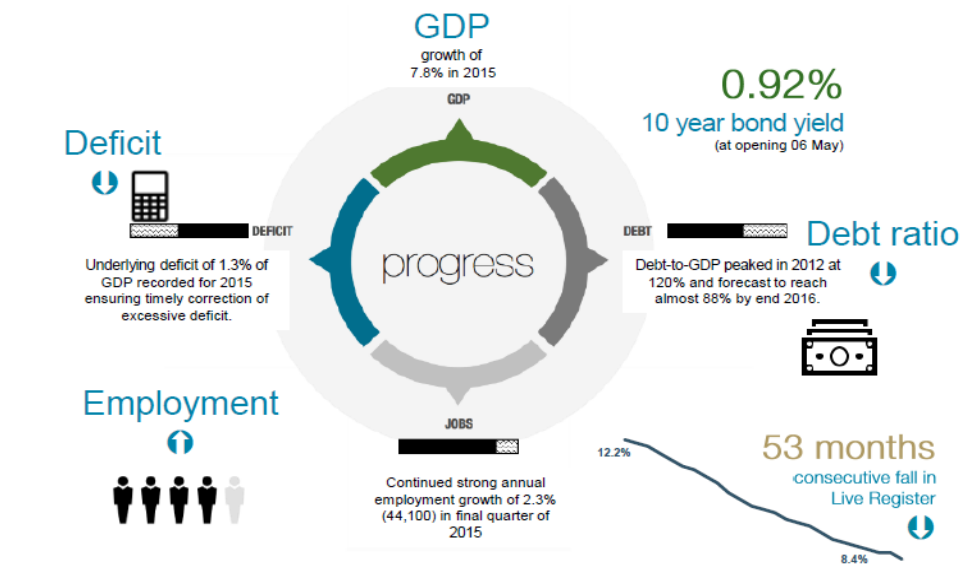 GDP
growth of
7.8% in 2015
GDP
0.92%
10 year bond yield
(at opening 06 May)
Deficit
DEFICIT
Underlying deficit of 1.3% of
GDP recorded for 2015
ensuring timely correction of
excessive deficit.
progress
DEBT
Debt ratio
Debt-to-GDP peaked in 2012 at
120% and forecast to reach
almost 88% by end 2016.
Employment
JOBS
Continued strong annual
employment growth of 2.3%
(44,100) in final quarter of
2015
12.2%
53 months
consecutive fall in
Live Register
8.4%